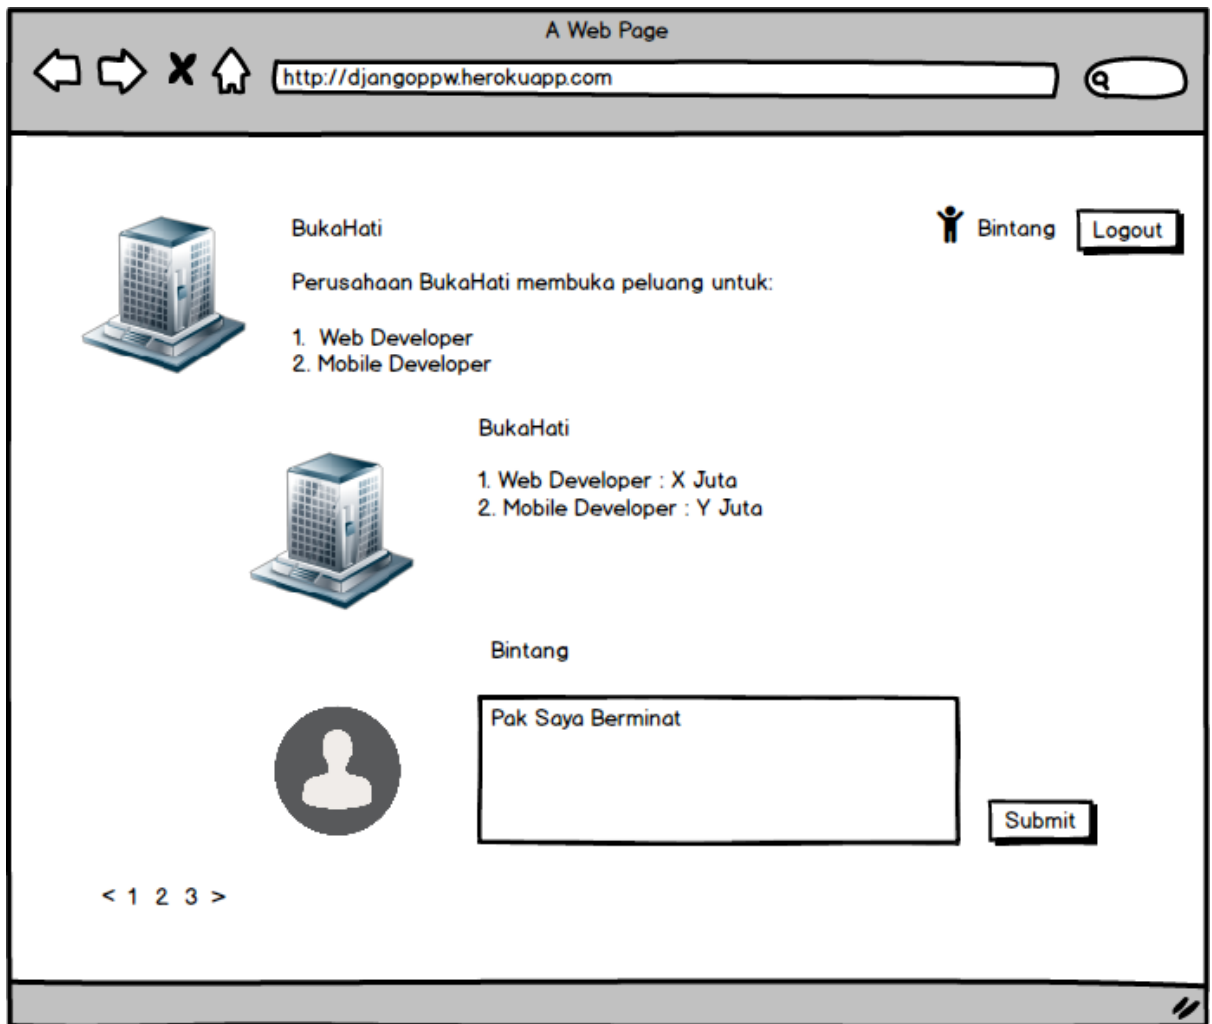 A Web Page
http://djangoppw.herokuapp.com
BukaHati
Bintang
Logout
Perusahaan BukaHati membuka peluang untuk:
1. Web Developer
2. Mobile Developer
BukaHati
1. Web Developer : X Juta
2. Mobile Developer : Y Juta
Bintang
Pak Saya Berminat
Submit
< 1 2 3 >